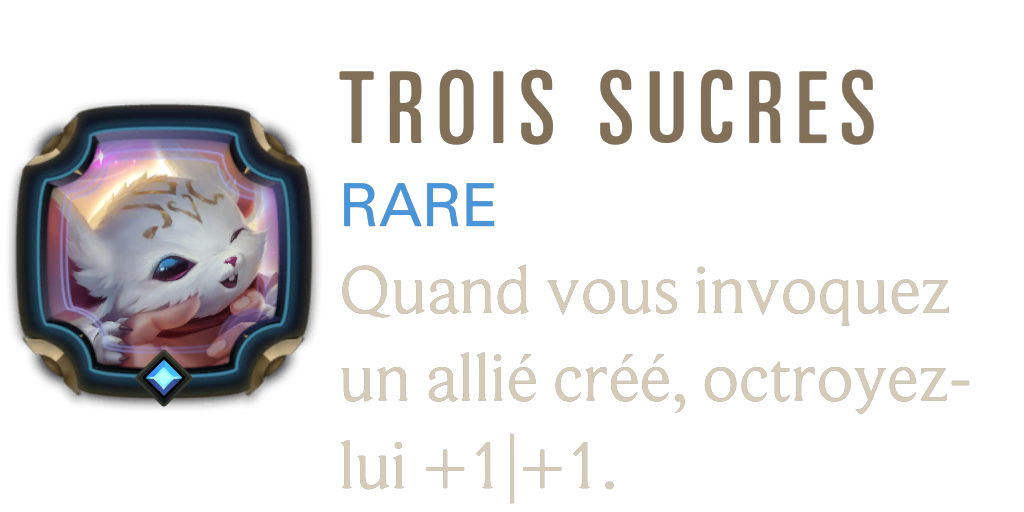 TROIS SUCRES
RARE
Quand vous invoquez
un allié créé, octroyez-
lui +1|+1.